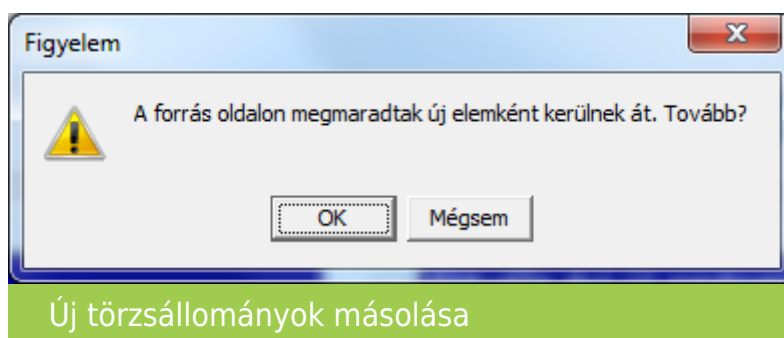 Figyelem
A forrás oldalon megmaradtak új elemként kerülnek át. Tovább?
OK
Mégsem
Új törzsállományok másolása